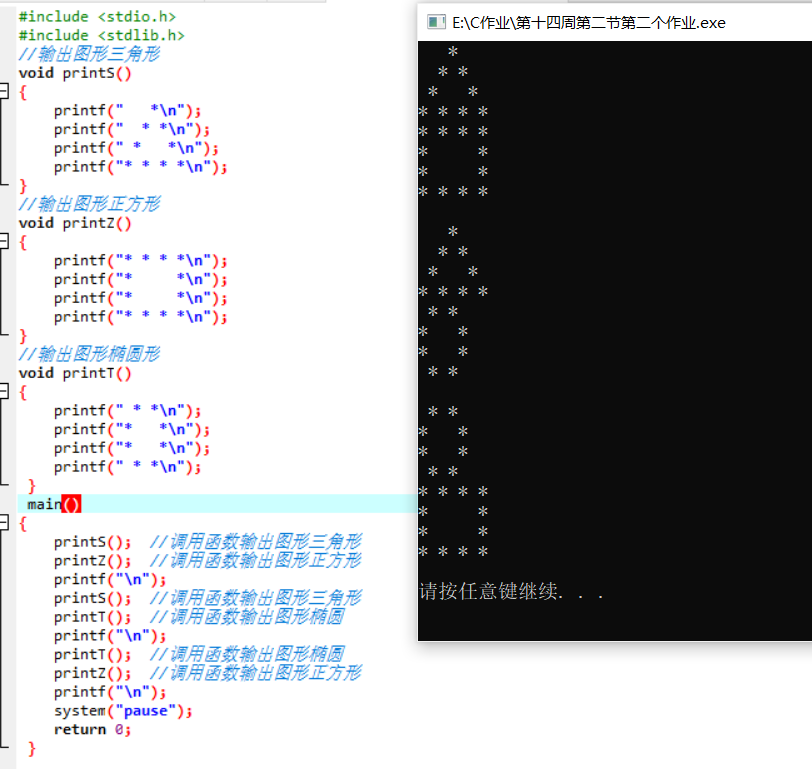 #include <stdio.h>
#include <stdlib.h>
//输出图形三角形
void printS()
{
    printf("   *\n");
    printf("  * *\n");
    printf(" *   *\n");
    printf("* * * *\n");
}
//输出图形正方形
void printZ()
{
    printf("* * * *\n");
    printf("*     *\n");
    printf("*     *\n");
    printf("* * * *\n");
}
//输出图形椭圆形
void printT()
{
    printf(" * *\n");
    printf("*   *\n");
    printf("*   *\n");
    printf(" * *\n");
 }
 main()
{
    printS();  //调用函数输出图形三角形
    printZ();  //调用函数输出图形正方形
    printf("\n");
    printS();  //调用函数输出图形三角形
    printT();  //调用函数输出图形椭圆
    printf("\n");
    printT();  //调用函数输出图形椭圆
    printZ();  //调用函数输出图形正方形
    printf("\n");
    system("pause");
    return 0;
 }
E:\C作业\第十四周第二节第二个作业.exe
   *
  * *
 *   *
* * * *
* * * *
*     *
*     *
* * * *

   *
  * *
 *   *
* * * *
 * *
*   *
*   *
 * *

 * *
*   *
*   *
 * *
* * * *
*     *
*     *
* * * *

请按任意键继续. . .